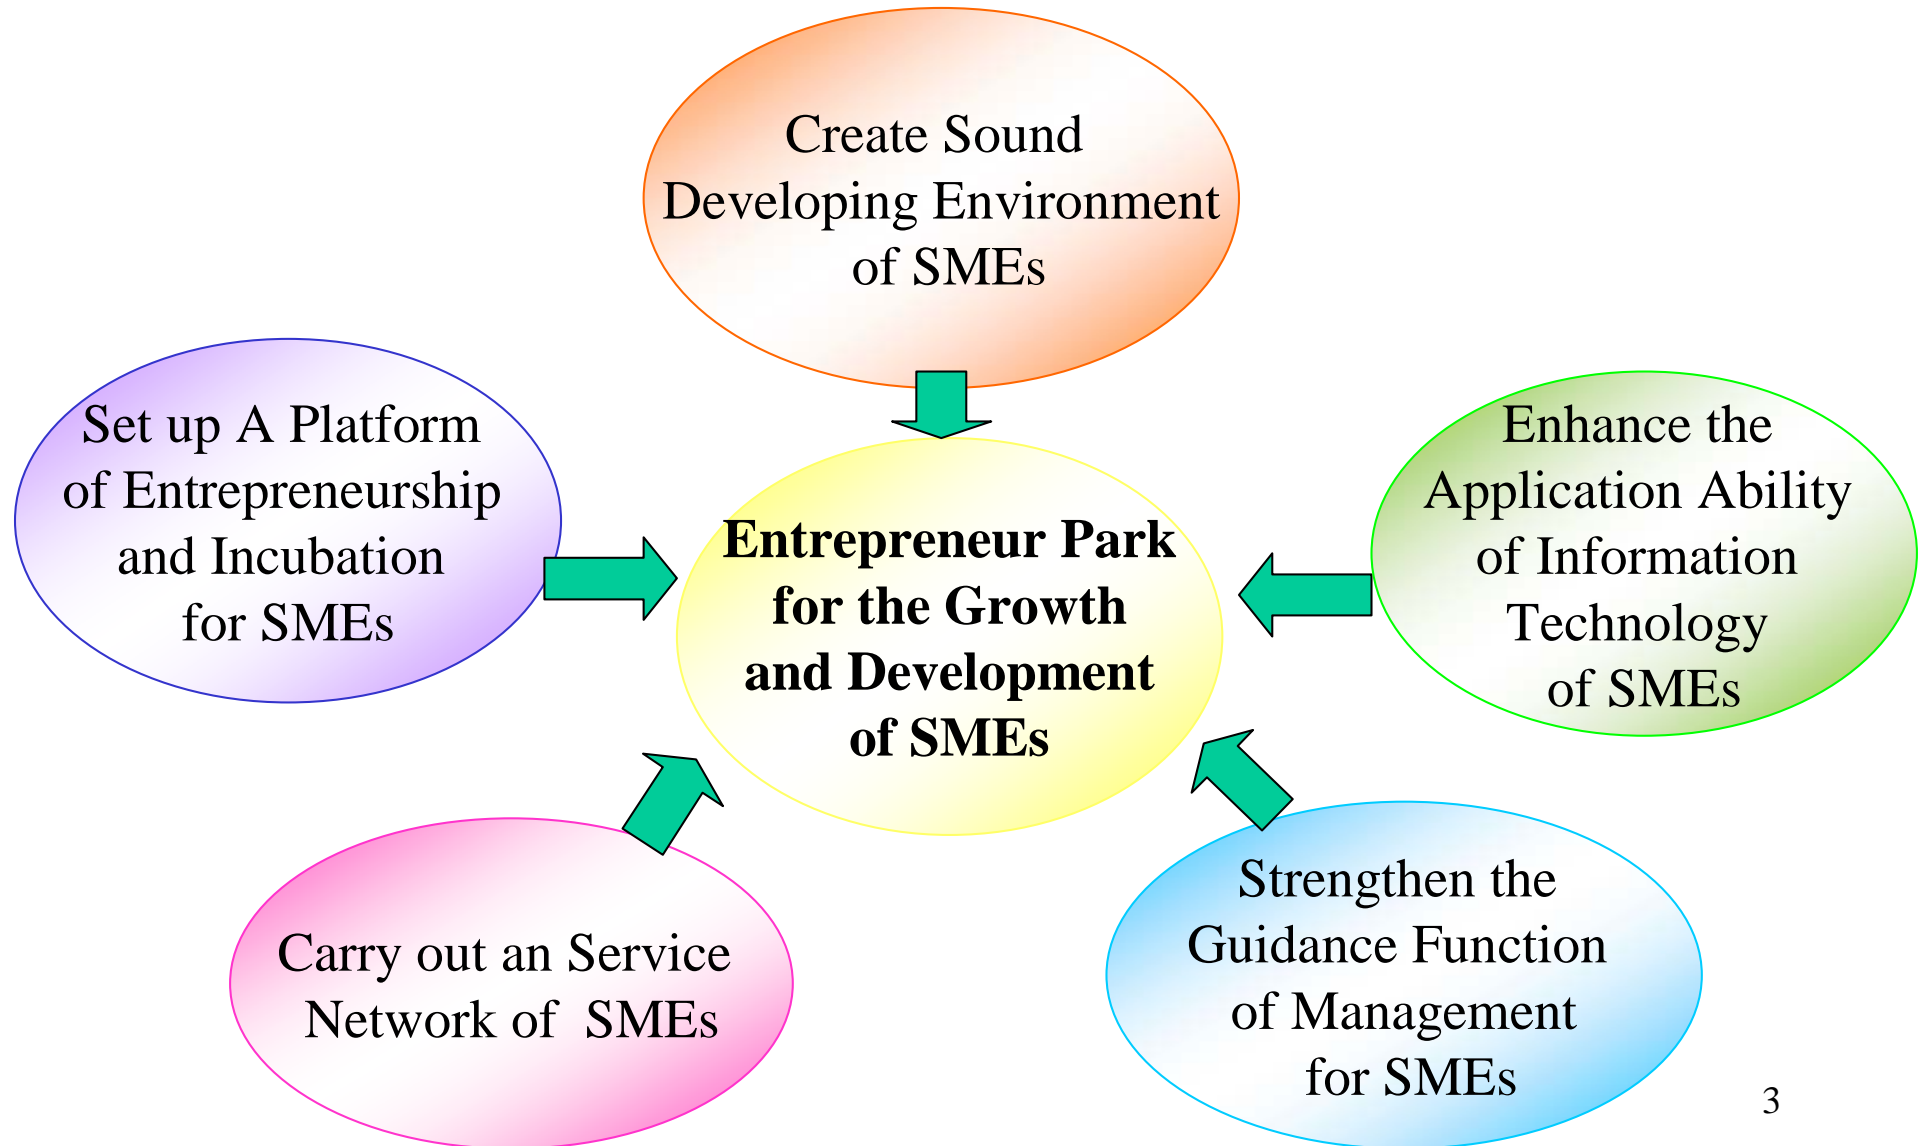 Create Sound
Developing Environment
of SMEs
Set up A Platform
of Entrepreneurship
and Incubation
for SMEs
Enhance the
Application Ability
of Information
Technology
of SMEs
Entrepreneur Park
for the Growth
and Development
of SMEs
Carry out an Service
Network of  SMEs
Strengthen the
Guidance Function
of Management
for SMEs
3